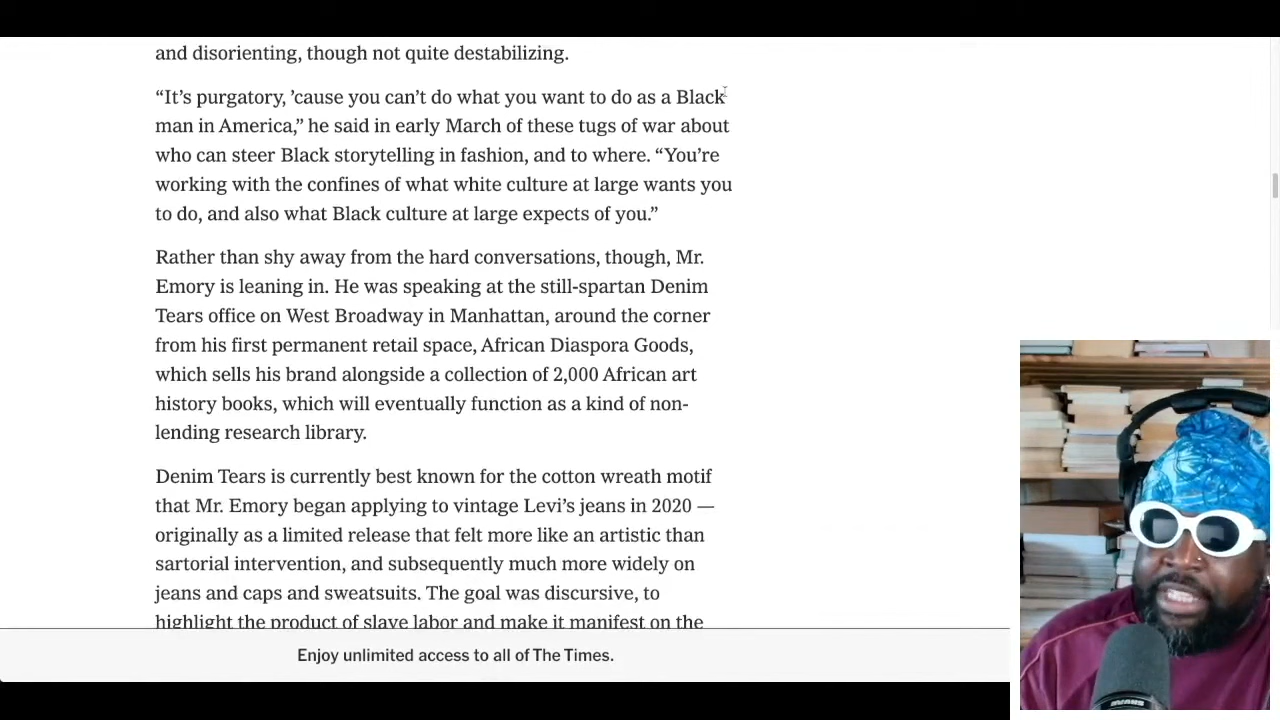 and disorienting, though not quite destabilizing.
“It’s purgatory, ’cause you can’t do what you want to do as a Black
man in America,” he said in early March of these tugs of war about
who can steer Black storytelling in fashion, and to where. “You’re
working with the confines of what white culture at large wants you
to do, and also what Black culture at large expects of you.”
Rather than shy away from the hard conversations, though, Mr.
Emory is leaning in. He was speaking at the still-spartan Denim
Tears office on West Broadway in Manhattan, around the corner
from his first permanent retail space, African Diaspora Goods,
which sells his brand alongside a collection of 2,000 African art
history books, which will eventually function as a kind of non-
lending research library.
Denim Tears is currently best known for the cotton wreath motif
that Mr. Emory began applying to vintage Levi’s jeans in 2020 —
originally as a limited release that felt more like an artistic than
sartorial intervention, and subsequently much more widely on
jeans and caps and sweatsuits. The goal was discursive, to
highlight the product of slave labor and make it manifest on the
Enjoy unlimited access to all of The Times.